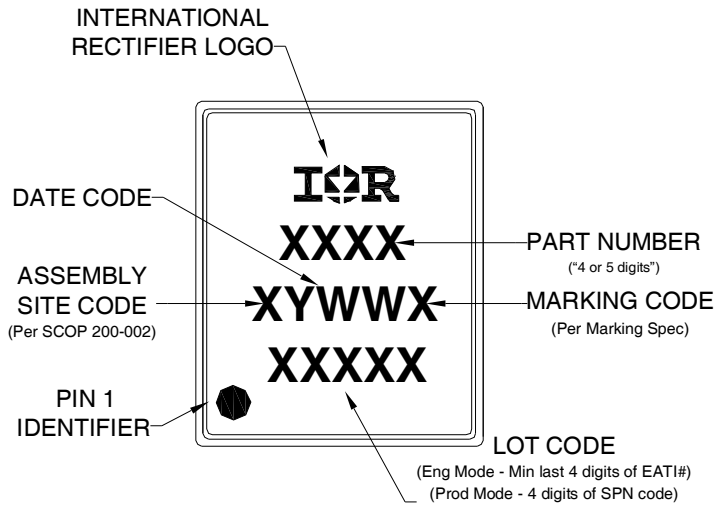 INTERNATIONAL
RECTIFIER LOGO
IOR
DATE CODE
XXXX
PART NUMBER
(“4 or 5 digits”)
ASSEMBLY
SITE CODE
(Per SCOP 200-002)
XYWWX
MARKING CODE
(Per Marking Spec)
XXXXX
PIN 1
IDENTIFIER
LOT CODE
(Eng Mode - Min last 4 digits of EATI#)
(Prod Mode - 4 digits of SPN code)